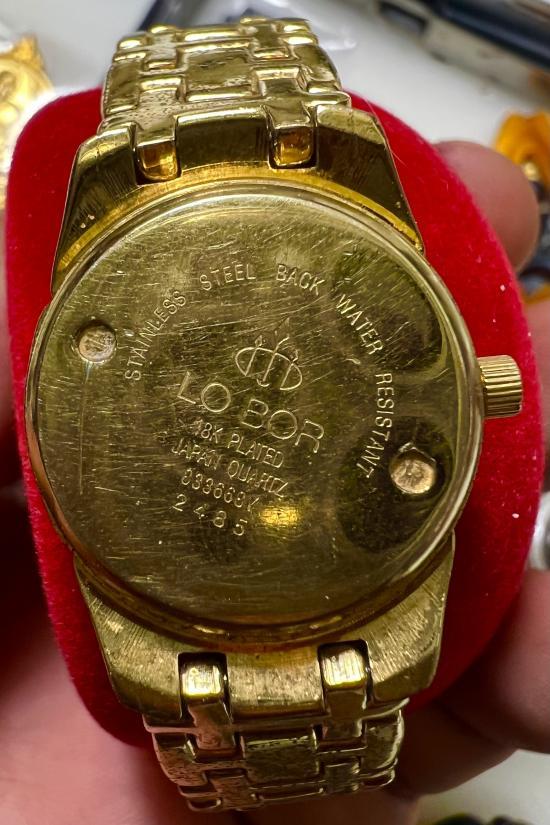 STAINLESS STEEL BACK WATER RESISTANT
LO BOR
18K PLATED
JAPAN QUARTZ
2485